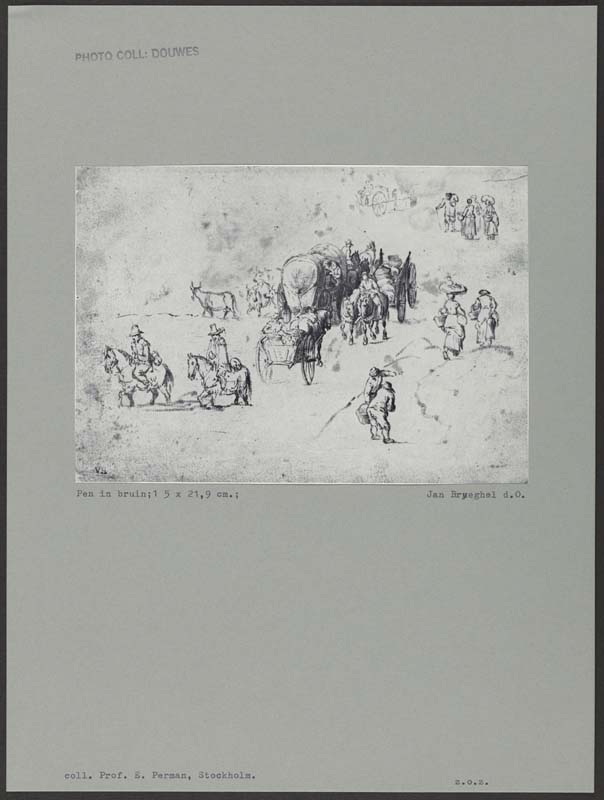 PHOTO COLL: DOUWES
Pen in bruin;1 5 x 21,9 cm.; Jan Brueghel d.O.
coll. Prof. E. Perman, Stockholm.
z.o.z.